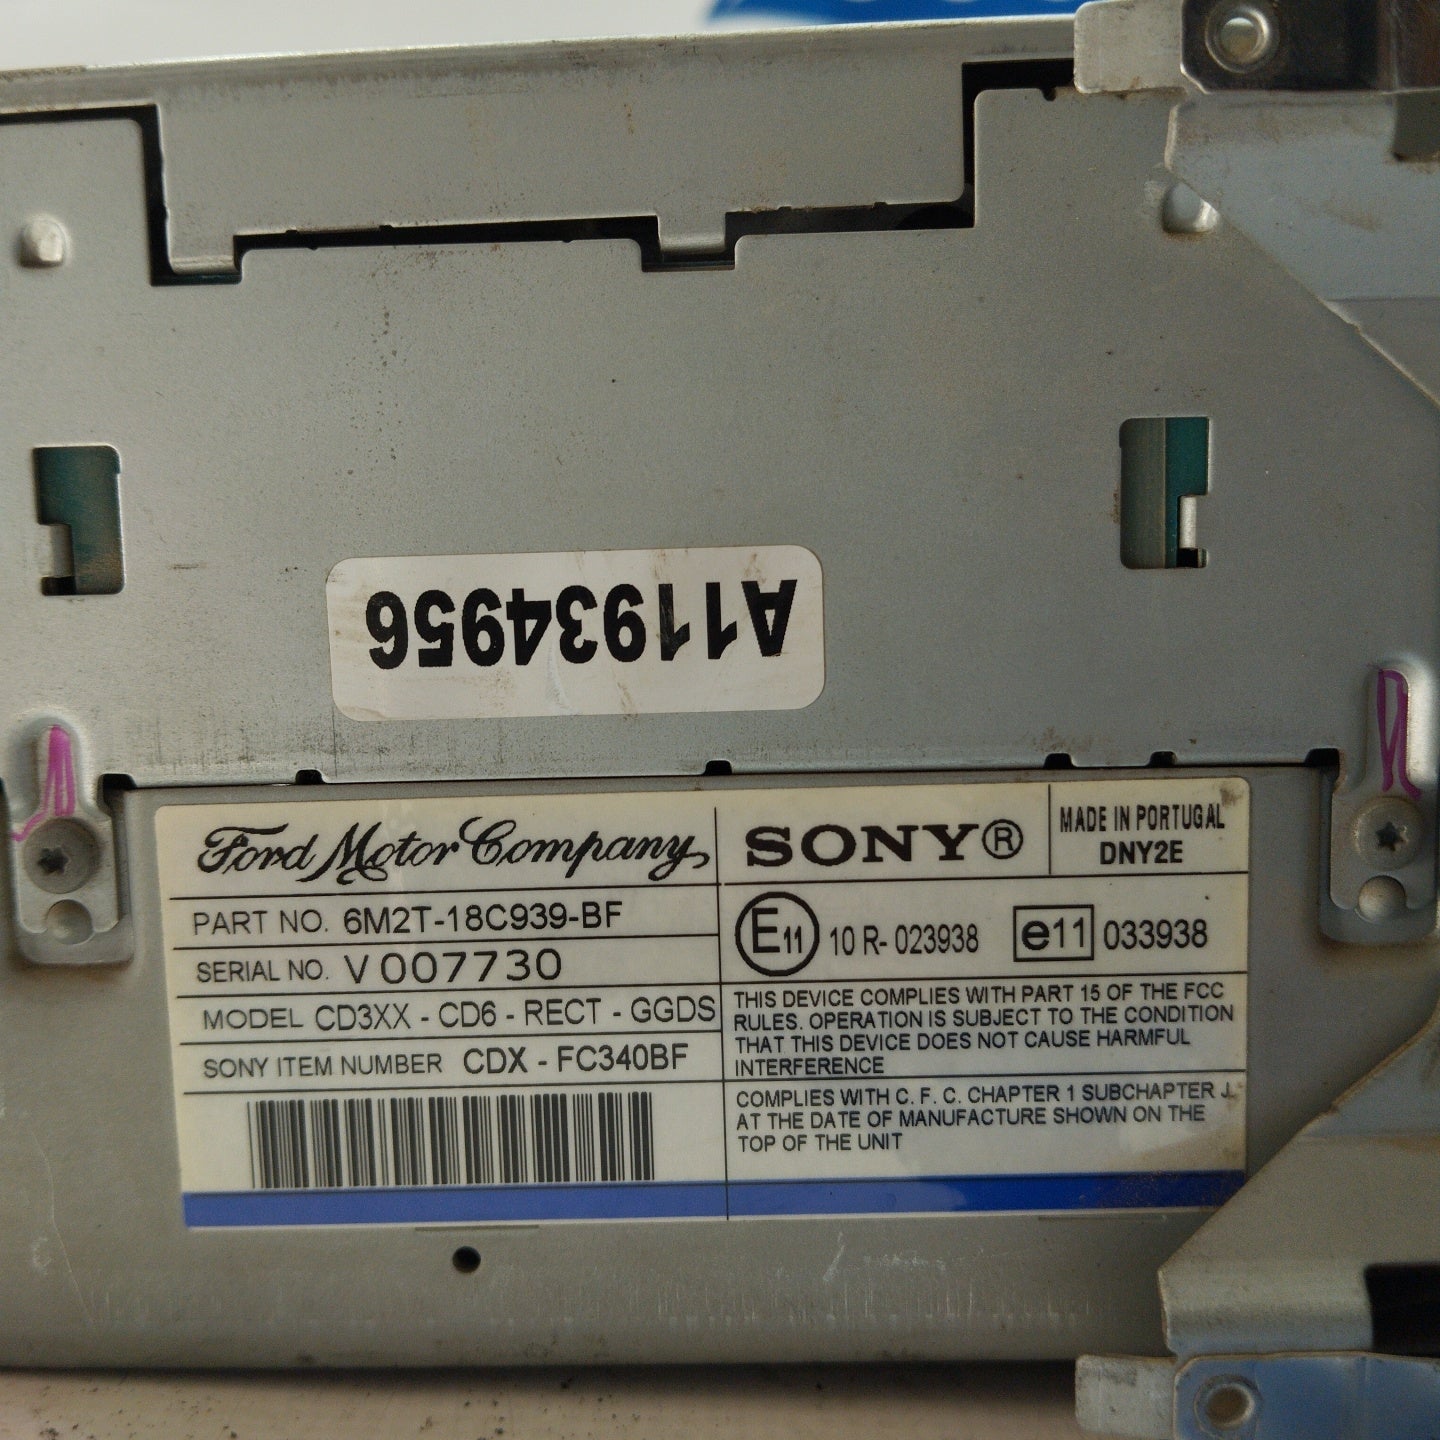 A11934956
Ford Motor Company
PART NO. 6M2T-18C939-BF
SERIAL NO. V007730
MODEL CD3XX - CD6 - RECT - GGDS
SONY ITEM NUMBER CDX - FC340BF
SONY®
MADE IN PORTUGAL
DNY2E
E11 10 R- 023938 e11 033938
THIS DEVICE COMPLIES WITH PART 15 OF THE FCC
RULES. OPERATION IS SUBJECT TO THE CONDITION
THAT THIS DEVICE DOES NOT CAUSE HARMFUL
INTERFERENCE
COMPLIES WITH C. F. C. CHAPTER 1 SUBCHAPTER J.
AT THE DATE OF MANUFACTURE SHOWN ON THE
TOP OF THE UNIT